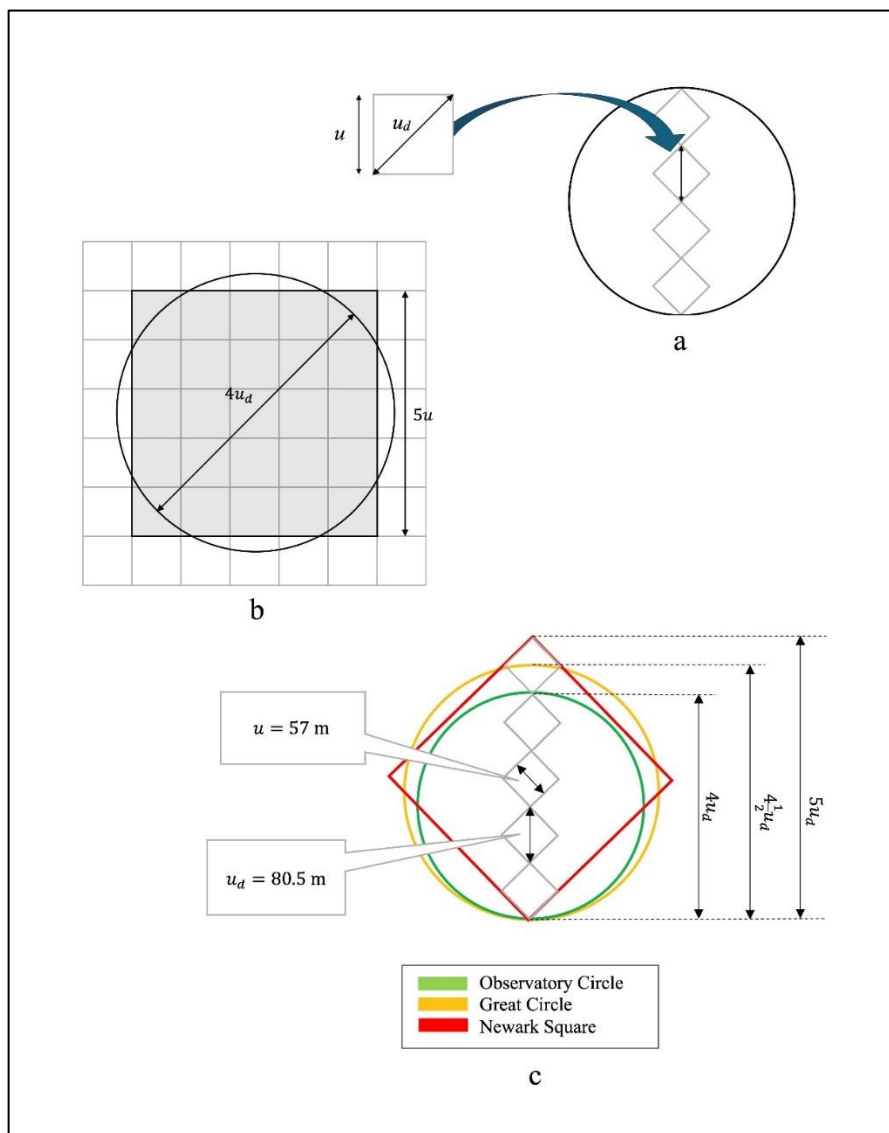 u
u_d
a
4u_d
5u
b
u = 57 m
u_d = 80.5 m
4u_d
4½u_d
5u_d
Observatory Circle
Great Circle
Newark Square
c